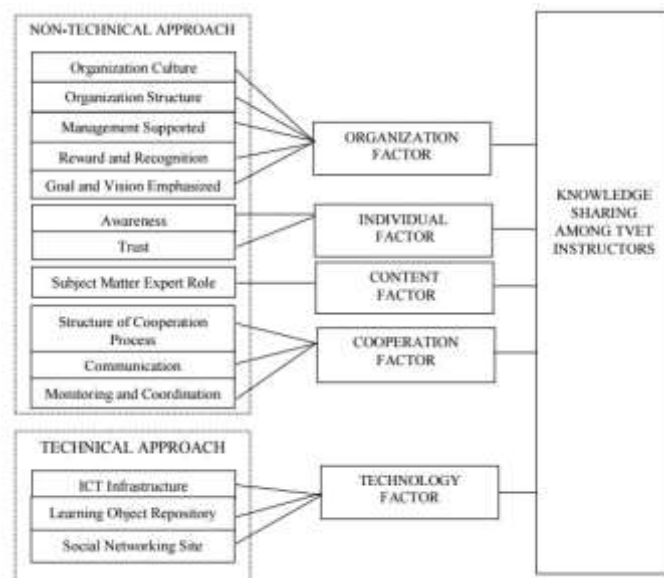 NON-TECHNICAL APPROACH
Organization Culture
Organization Structure
Management Supported
Reward and Recognition
Goal and Vision Emphasized
Awareness
Trust
Subject Matter Expert Role
Structure of Cooperation
Process
Communication
Monitoring and Coordination
TECHNICAL APPROACH
ICT Infrastructure
Learning Object Repository
Social Networking Site
ORGANIZATION
FACTOR
INDIVIDUAL
FACTOR
CONTENT
FACTOR
COOPERATION
FACTOR
TECHNOLOGY
FACTOR
KNOWLEDGE
SHARING
AMONG TVET
INSTRUCTORS